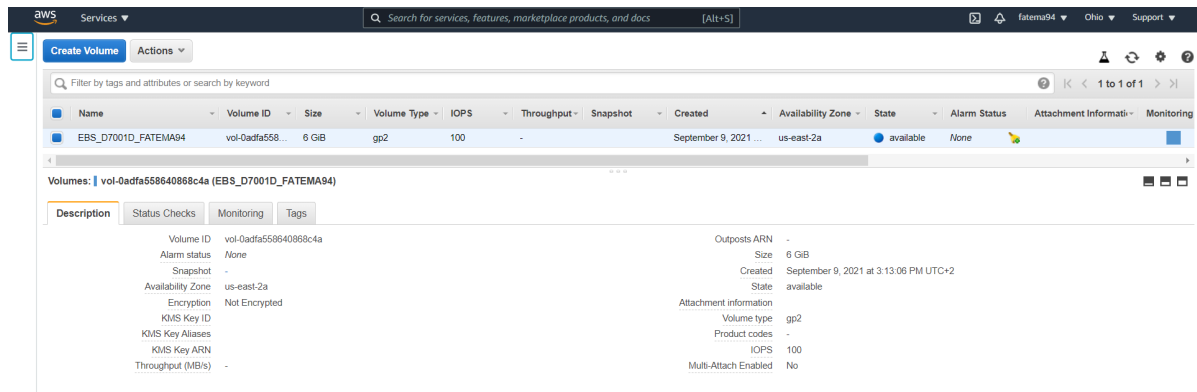 aws Services ▾ Search for services, features, marketplace products, and docs [Alt+S] fatema94 ▾ Ohio ▾ Support ▾
Create Volume Actions
Filter by tags and attributes or search by keyword 1 to 1 of 1
Name Volume ID Size Volume Type IOPS Throughput Snapshot Created Availability Zone State Alarm Status Attachment Informati Monitoring
EBS_D7001D_FATEMA94 vol-0adfa558... 6 GiB gp2 100 - September 9, 2021 ... us-east-2a available None
Volumes: vol-0adfa558640868c4a (EBS_D7001D_FATEMA94)
Description Status Checks Monitoring Tags
Volume ID vol-0adfa558640868c4a Outposts ARN -
Alarm status None Size 6 GiB
Snapshot - Created September 9, 2021 at 3:13:06 PM UTC+2
Availability Zone us-east-2a State available
Encryption Not Encrypted Attachment information
KMS Key ID Volume type gp2
KMS Key Aliases Product codes -
KMS Key ARN IOPS 100
Throughput (MB/s) - Multi-Attach Enabled No